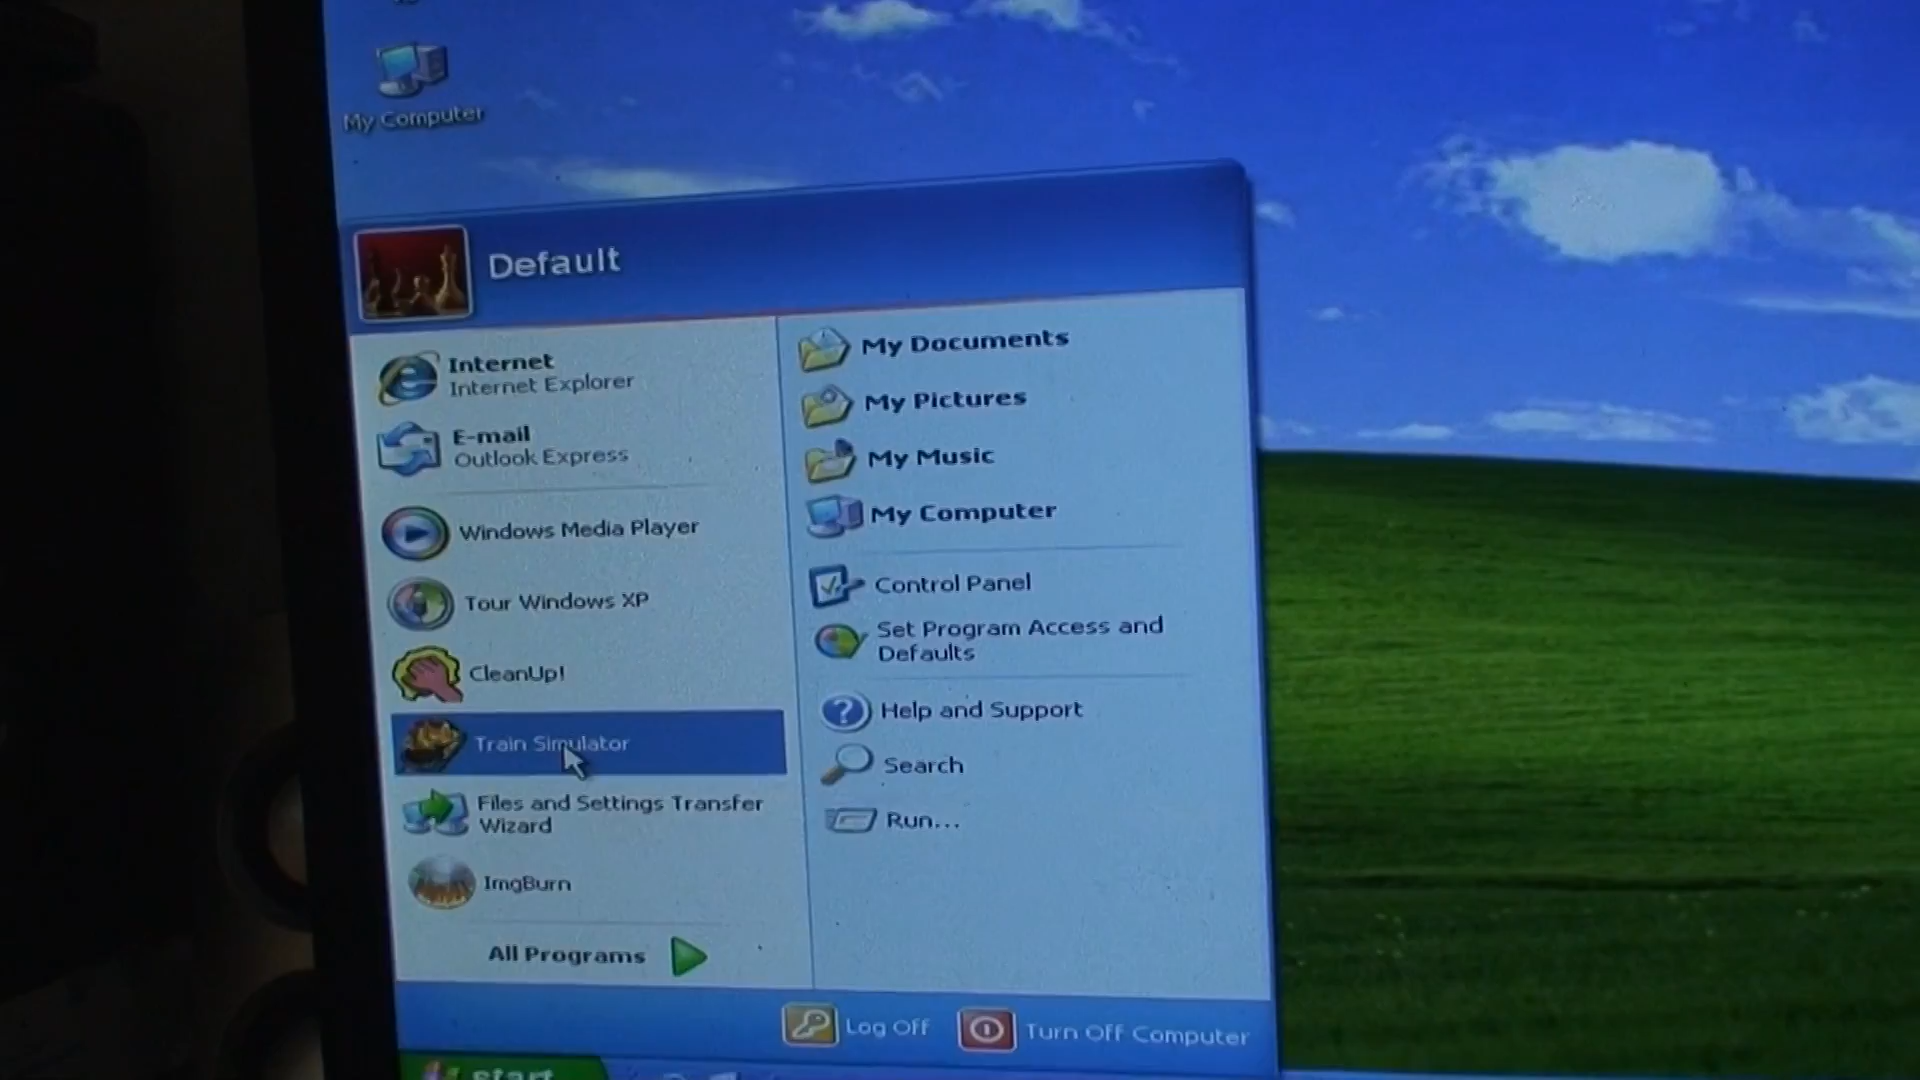 My Computer
Default
Internet
Internet Explorer
E-mail
Outlook Express
Windows Media Player
Tour Windows XP
CleanUp!
Train Simulator
Files and Settings Transfer
Wizard
ImgBurn
All Programs
My Documents
My Pictures
My Music
My Computer
Control Panel
Set Program Access and
Defaults
Help and Support
Search
Run...
Log Off
Turn Off Computer
start